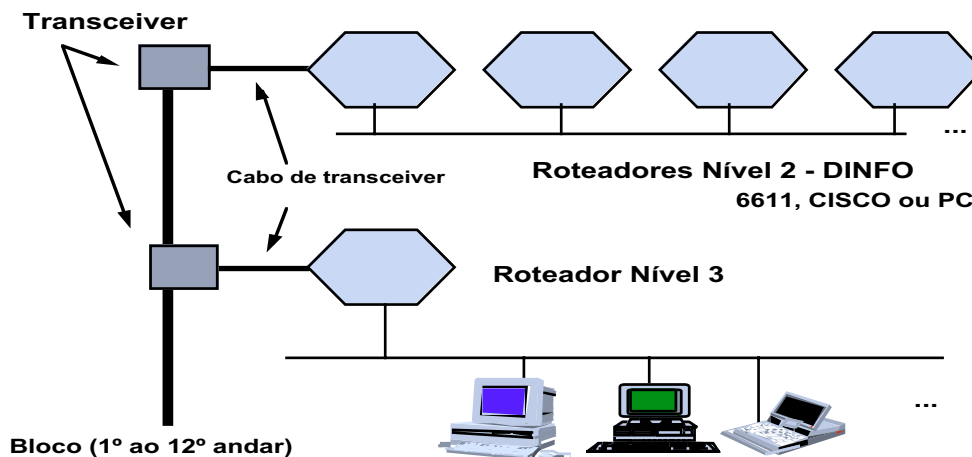 Transceiver
...
Cabo de transceiver
Roteadores Nível 2 - DINFO
6611, CISCO ou PC
Roteador Nível 3
...
Bloco (1º ao 12º andar)